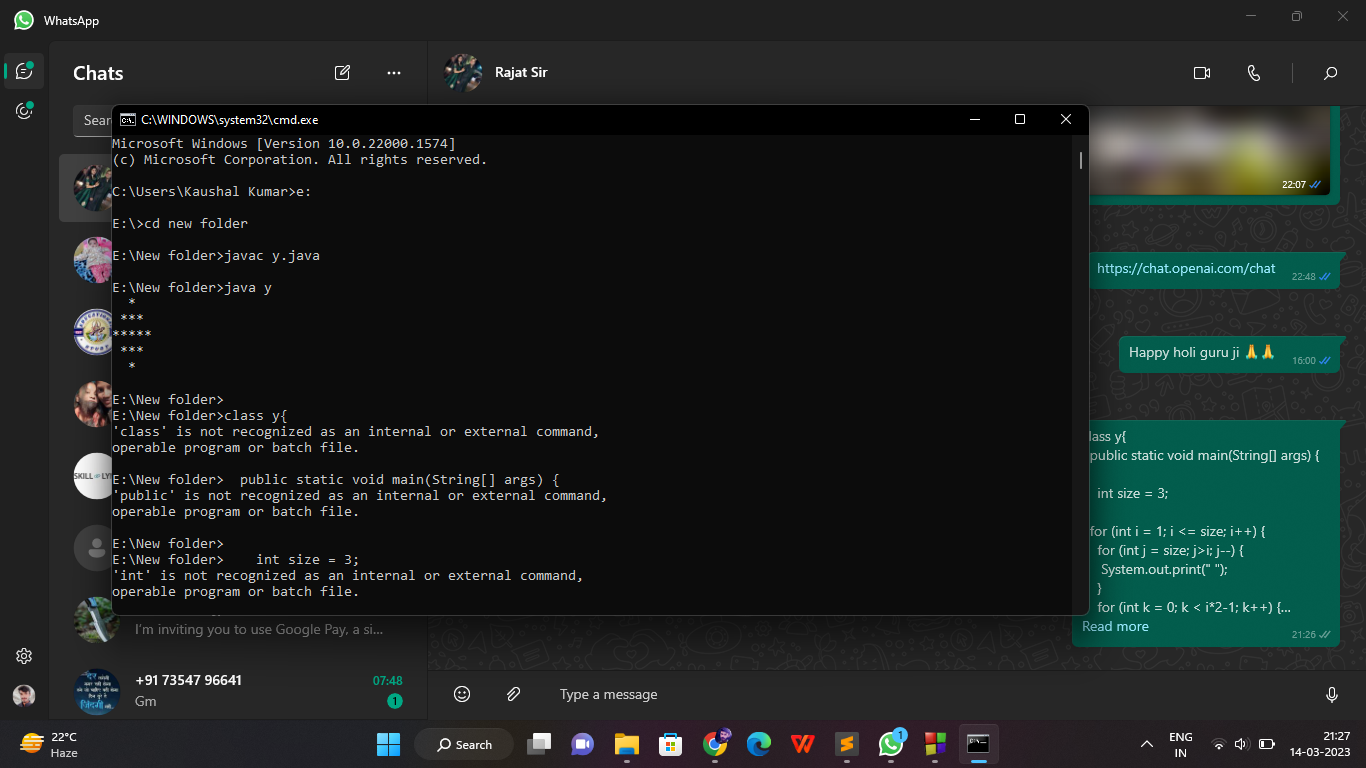 WhatsApp
Chats
Rajat Sir
Sear
C:\WINDOWS\system32\cmd.exe
Microsoft Windows [Version 10.0.22000.1574]
(c) Microsoft Corporation. All rights reserved.
C:\Users\Kaushal Kumar>e:
E:\>cd new folder
E:\New folder>javac y.java
E:\New folder>java y
*
***
*****
***
*
E:\New folder>
E:\New folder>class y{
'class' is not recognized as an internal or external command,
operable program or batch file.
E:\New folder>  public static void main(String[] args) {
'public' is not recognized as an internal or external command,
operable program or batch file.
E:\New folder>
E:\New folder>    int size = 3;
'int' is not recognized as an internal or external command,
operable program or batch file.
22:07
https://chat.openai.com/chat
22:48
Happy holi guru ji 🙏🙏
16:00
lass y{
public static void main(String[] args) {
int size = 3;
for (int i = 1; i <= size; i++) {
for (int j = size; j>i; j--) {
System.out.print(" ");
}
for (int k = 0; k < i*2-1; k++) {...
Read more
21:26
SKILL
I'm inviting you to use Google Pay, a si...
+91 73547 96641
07:48
Gm
1
Type a message
22°C
Haze
Search
1
ENG
IN
21:27
14-03-2023